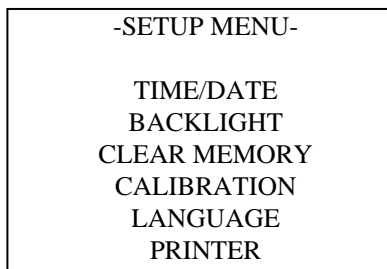 -SETUP MENU-
TIME/DATE
BACKLIGHT
CLEAR MEMORY
CALIBRATION
LANGUAGE
PRINTER